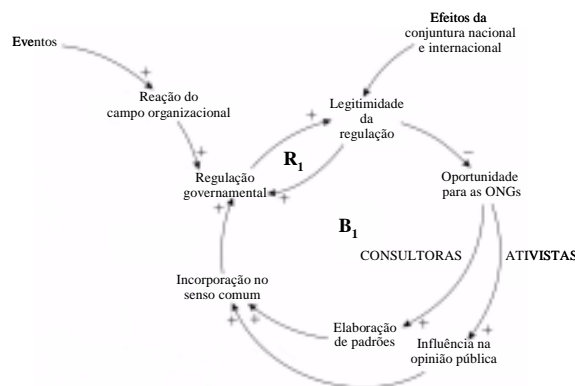 Eventos
Efeitos da
conjuntura nacional
e internacional
+
Reação do
campo organizacional
Legitimidade
da
regulação
+
+
–
R1
Regulação
governamental
+
+
Oportunidade
para as ONGs
B1
CONSULTORAS
ATIVISTAS
Incorporação no
senso comum
+
+
Elaboração
de padrões
+
+
Influência na
opinião pública